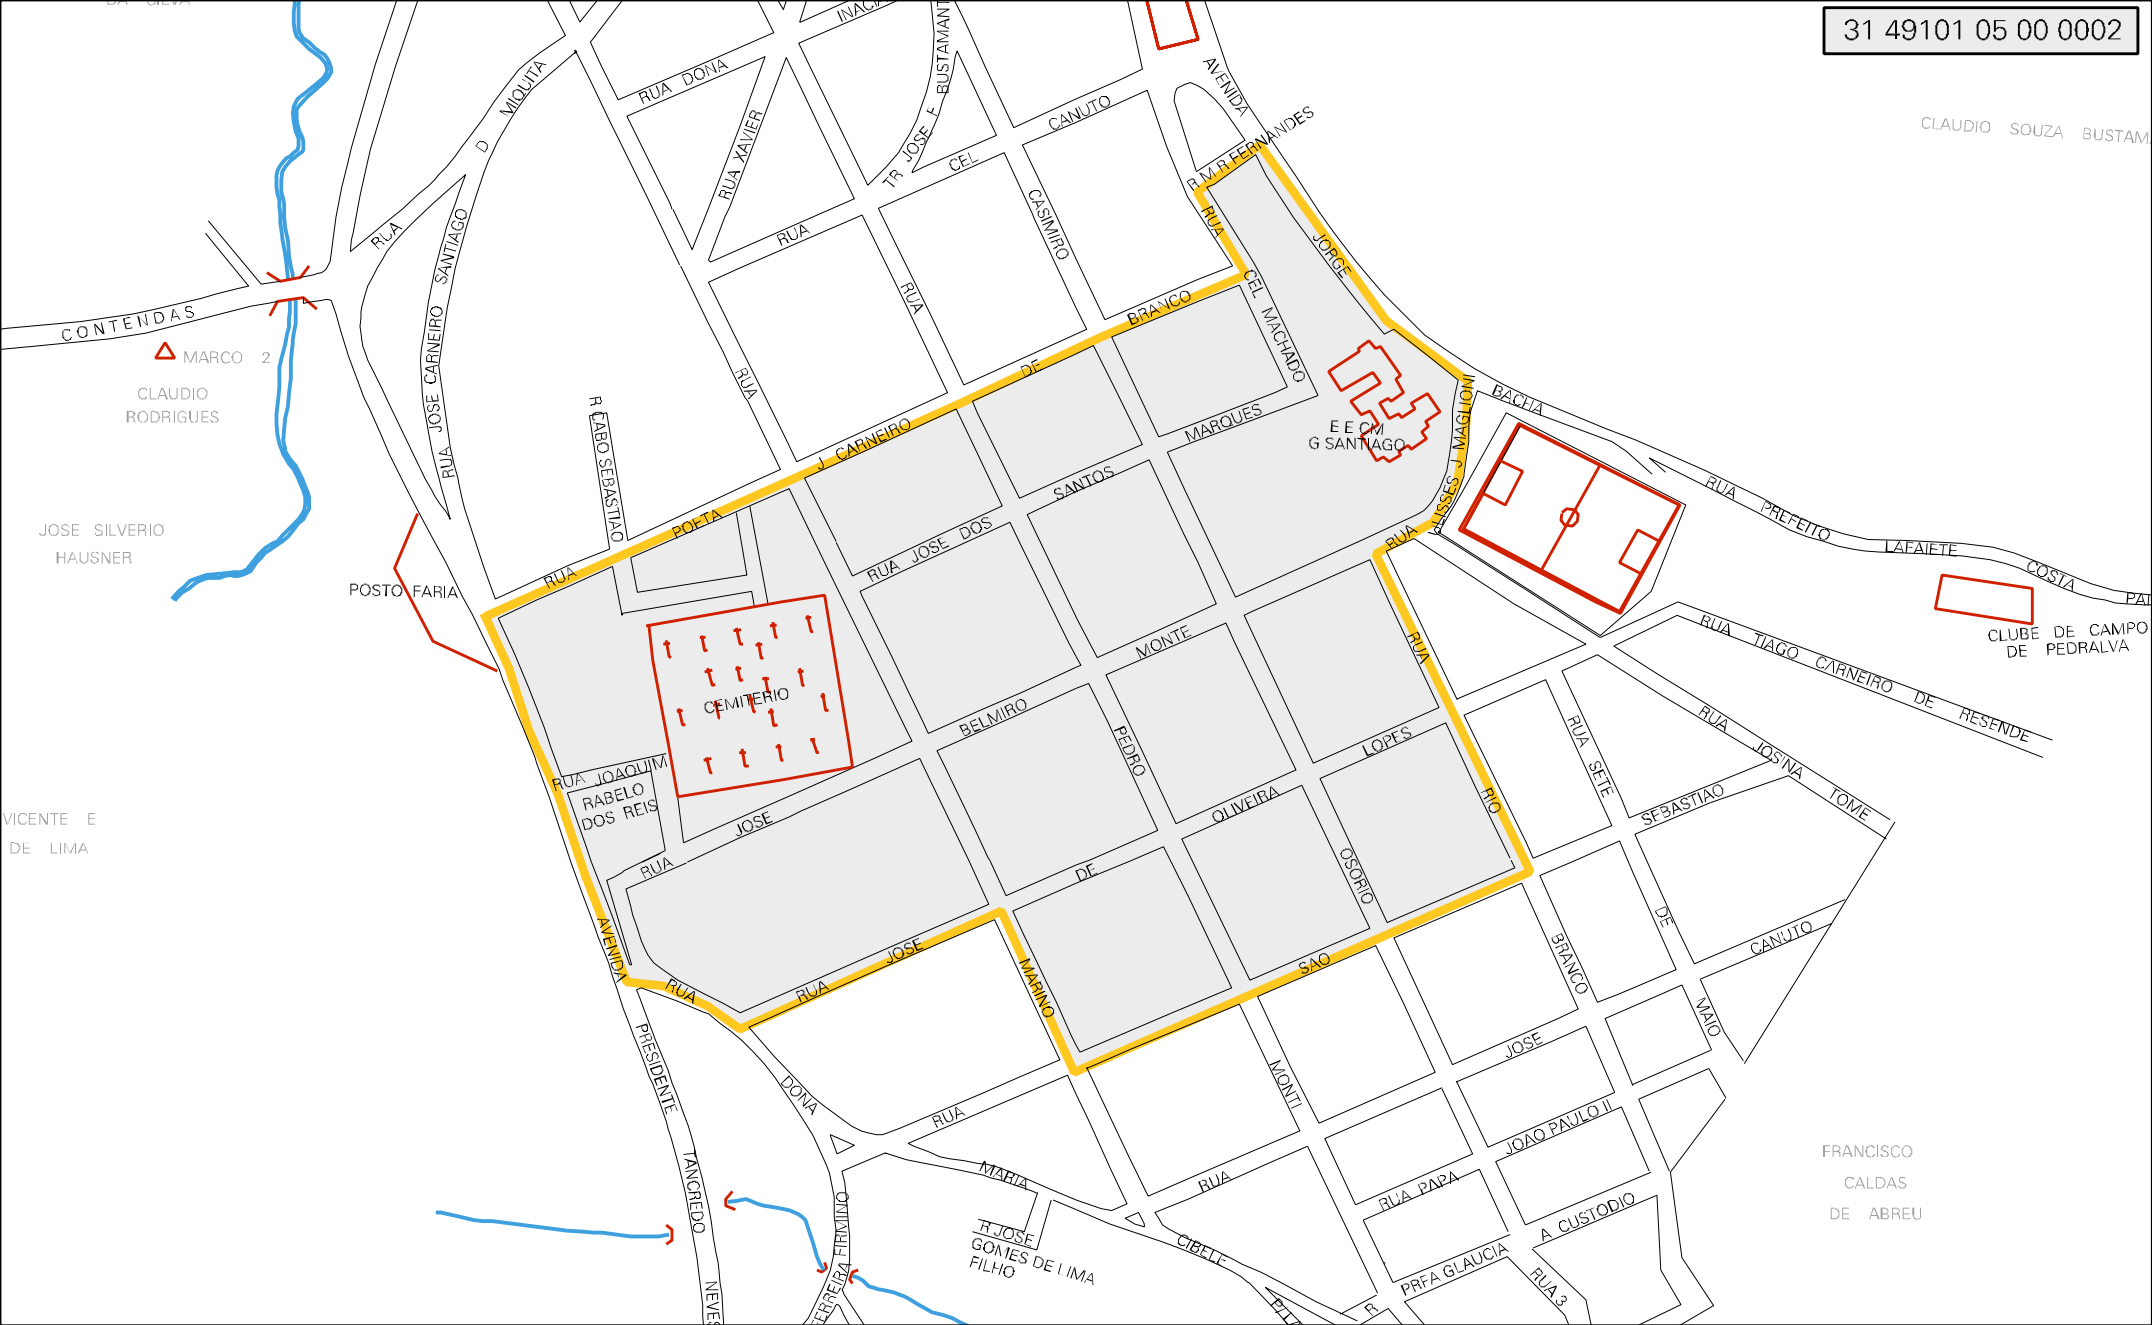 DA SILVA
31 49101 05 00 0002
INACIA
RUA DONA
BUSTAMANT
AVENIDA
RUA D MIQUITA
RUA XAVIER
TR JOSE F
CANUTO
CEL
RUA
R M R FERNANDES
CLAUDIO SOUZA BUSTAMA
CASIMIRO
RUA
JORGE
RUA JOSE CARNEIRO SANTIAGO
RUA
CEL MACHADO
CONTENDAS
BRANCO
MARCO 2
CLAUDIO
RODRIGUES
RUA
DE
MARQUES
BACHA
R CABO SEBASTIAO
J CARNEIRO
E E CM
G SANTIAGO
ULISSES J MAGLIONI
SANTOS
RUA
PREFEITO
LAFAIETE
COSTA
PAI
POETA
RUA
JOSE SILVERIO
HAUSNER
RUA JOSE DOS
RUA
POSTO FARIA
CLUBE DE CAMPO
DE PEDRALVA
RUA TIAGO CARNEIRO DE RESENDE
MONTE
RUA
CEMITERIO
BELMIRO
PEDRO
LOPES
RUA SETE
RUA JOSINA TOME
RUA JOAQUIM
RABELO
DOS REIS
OLIVEIRA
RIO
SEBASTIAO
JOSE
RUA
VICENTE E
DE LIMA
DE
OSORIO
DE
CANUTO
AVENIDA
RUA
RUA
JOSE
MARINO
SAO
BRANCO
MAIO
PRESIDENTE
DONA
MONTI
JOSE
RUA
JOAO PAULO II
RUA PAPA
TANCREDO
MARIA
RUA
FRANCISCO
CALDAS
DE ABREU
FERREIRA FIRMINO
R JOSE
GOMES DE LIMA
FILHO
CIBELE
A CUSTODIO
PRFA GLAUCIA
R
RUA 3
NEVES